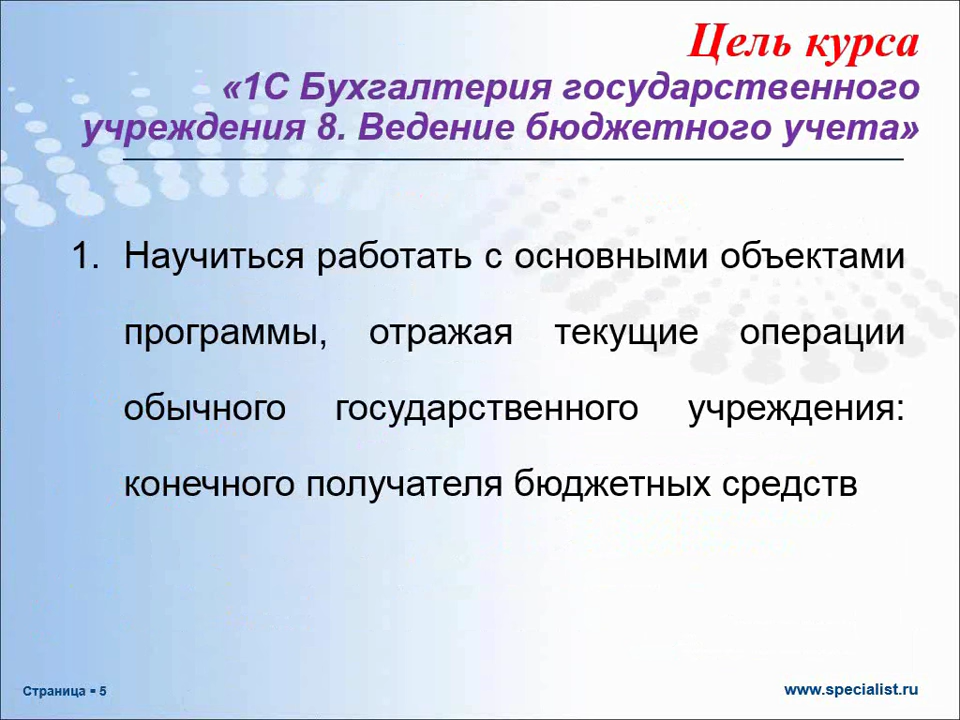 Цель курса
«1С Бухгалтерия государственного
учреждения 8. Ведение бюджетного учета»
1. Научиться работать с основными объектами
программы, отражая текущие операции
обычного государственного учреждения:
конечного получателя бюджетных средств
Страница ▪ 5
www.specialist.ru